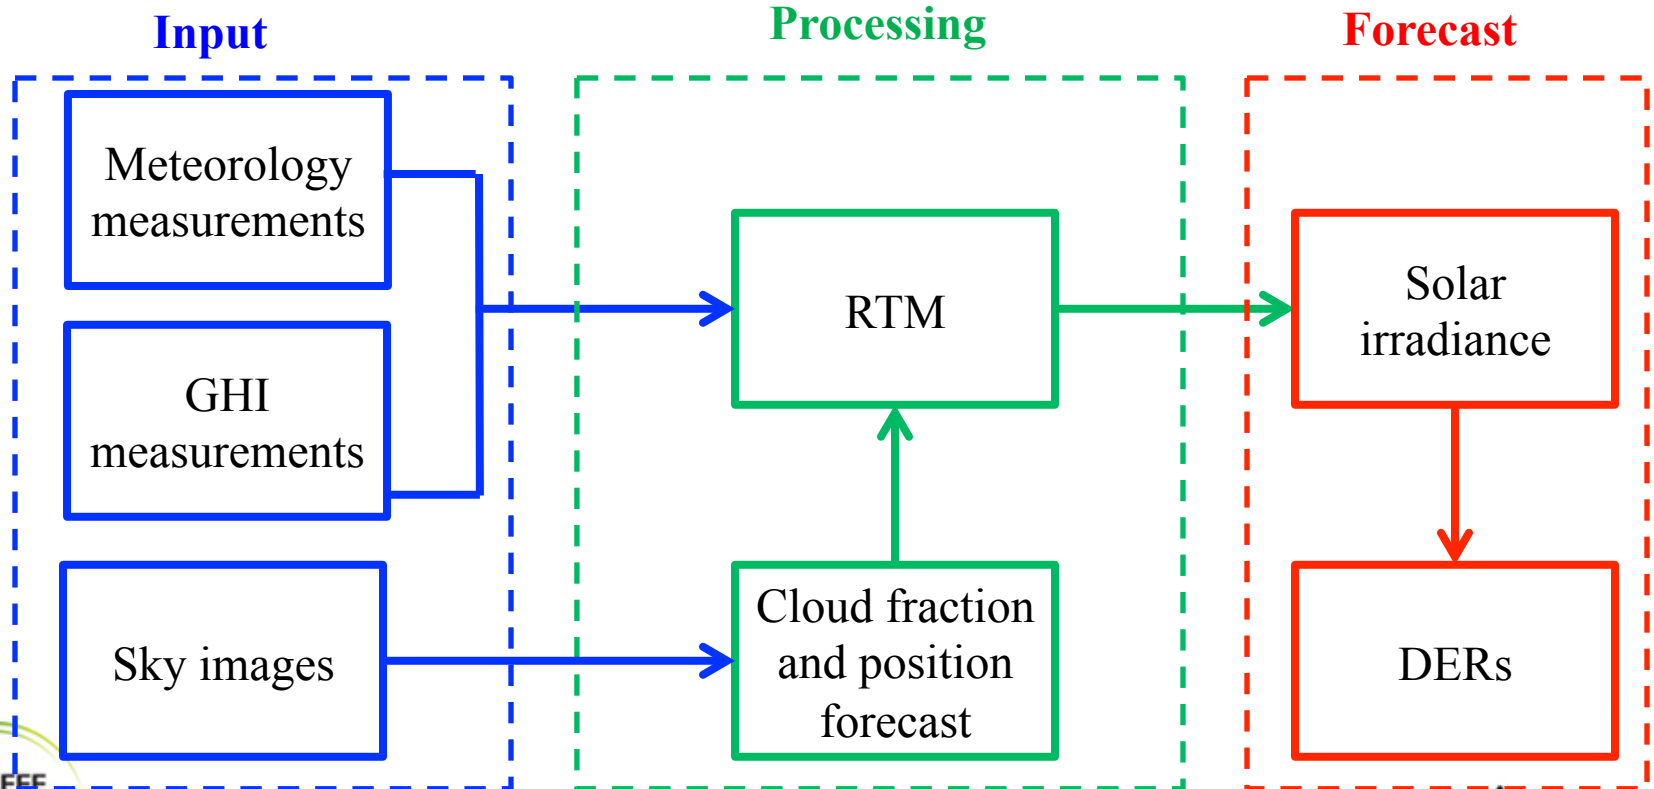 Input
Processing
Forecast
Meteorology
measurements
GHI
measurements
Sky images
RTM
Cloud fraction
and position
forecast
Solar
irradiance
DERs